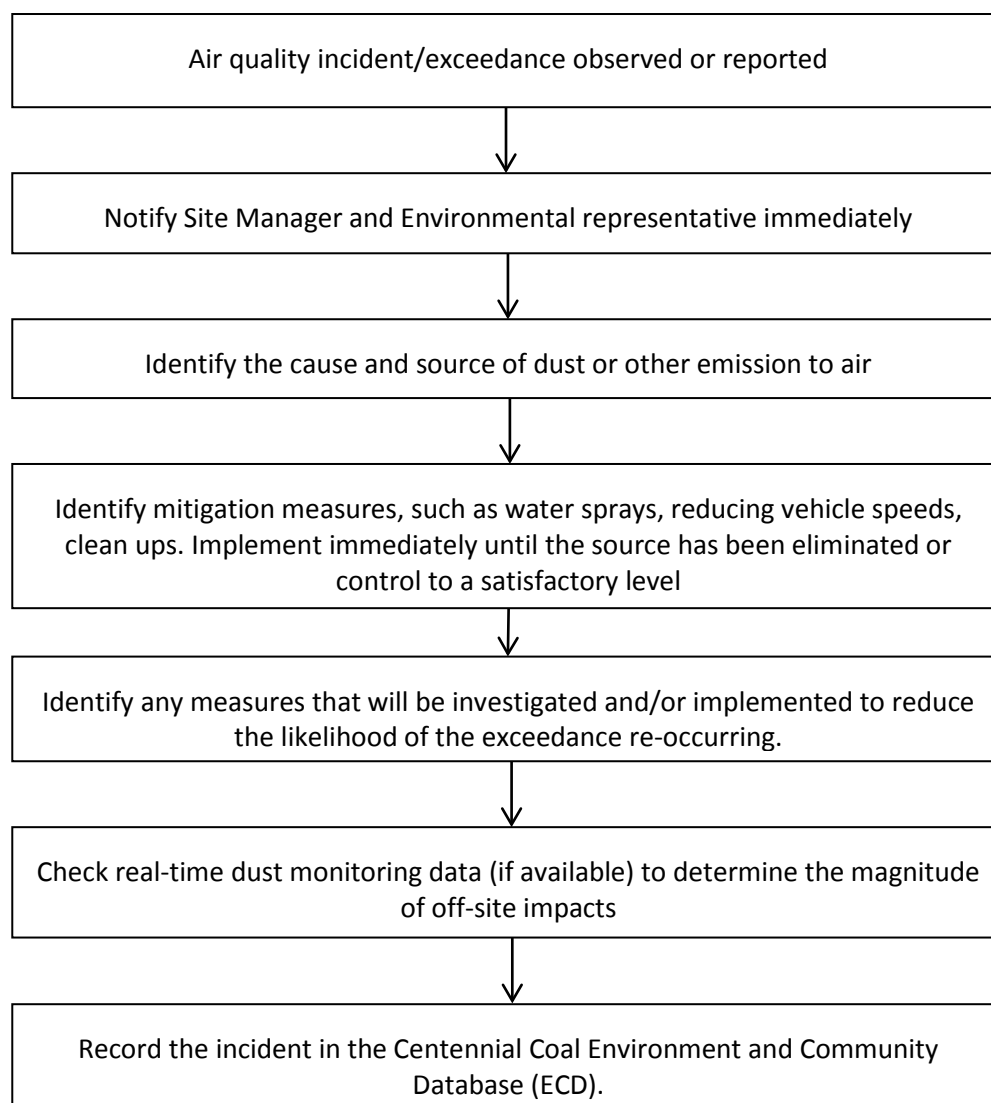 Air quality incident/exceedance observed or reported
Notify Site Manager and Environmental representative immediately
Identify the cause and source of dust or other emission to air
Identify mitigation measures, such as water sprays, reducing vehicle speeds,
clean ups. Implement immediately until the source has been eliminated or
control to a satisfactory level
Identify any measures that will be investigated and/or implemented to reduce
the likelihood of the exceedance re-occurring.
Check real-time dust monitoring data (if available) to determine the magnitude
of off-site impacts
Record the incident in the Centennial Coal Environment and Community
Database (ECD).